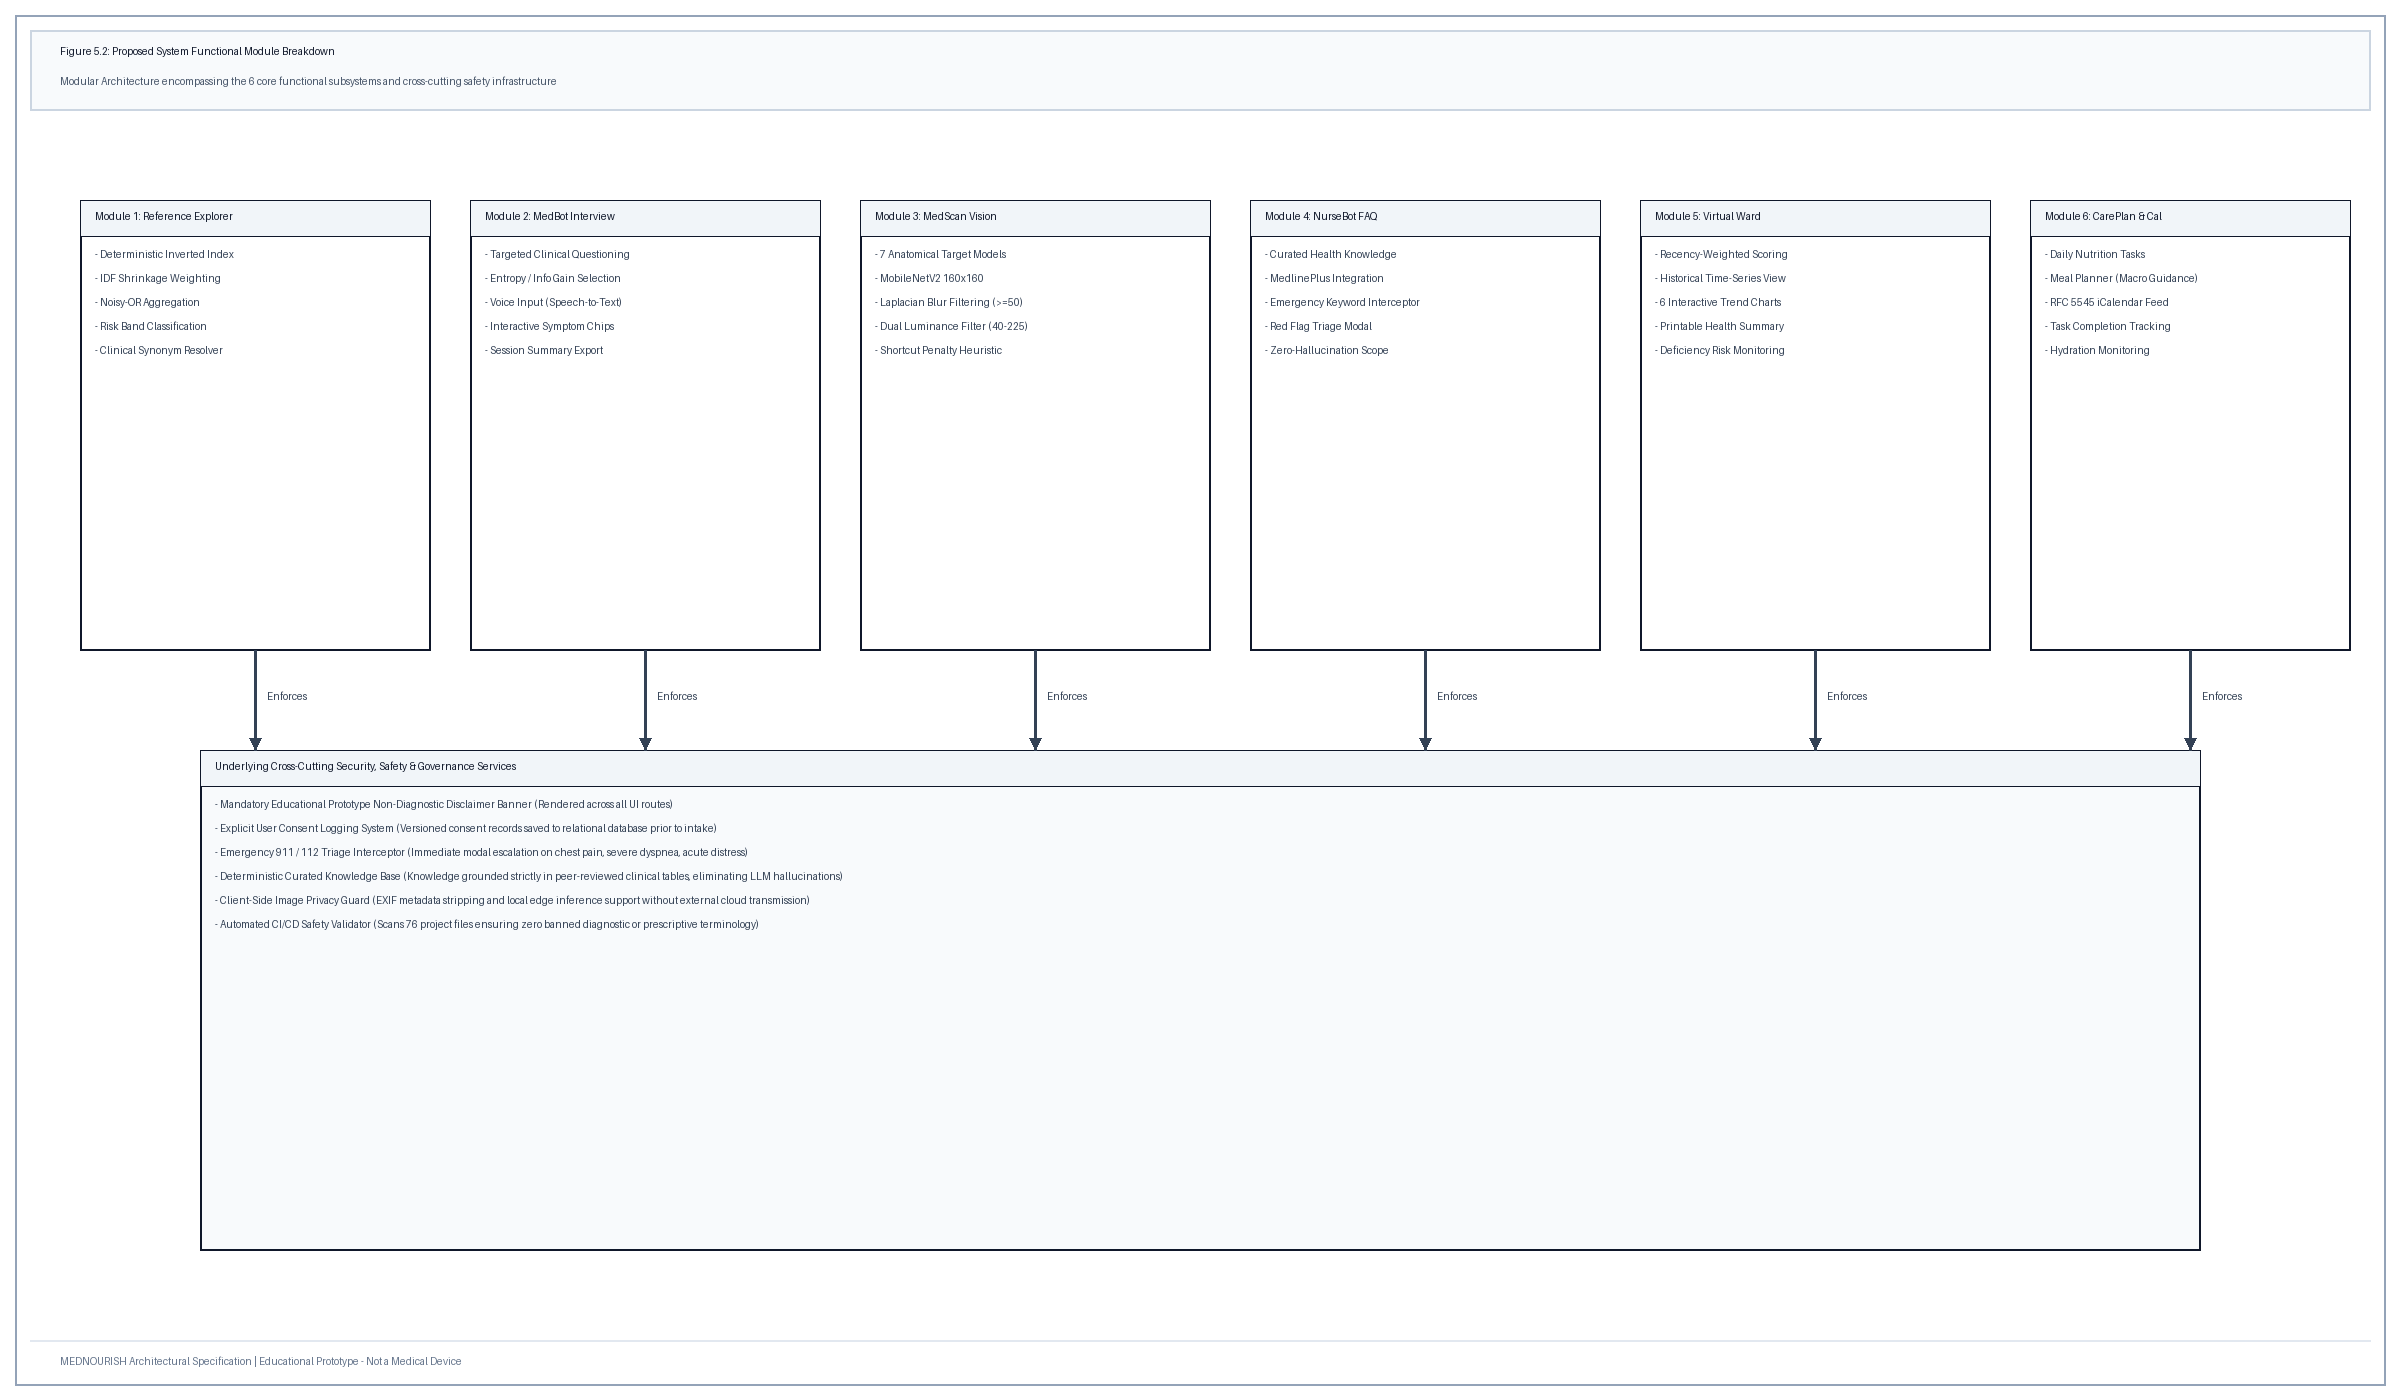 Figure 5.2: Proposed System Functional Module Breakdown
Modular Architecture encompassing the 6 core functional subsystems and cross-cutting safety infrastructure
Module 1: Reference Explorer
- Deterministic Inverted Index
- IDF Shrinkage Weighting
- Noisy-OR Aggregation
- Risk Band Classification
- Clinical Synonym Resolver
Module 2: MedBot Interview
- Targeted Clinical Questioning
- Entropy / Info Gain Selection
- Voice Input (Speech-to-Text)
- Interactive Symptom Chips
- Session Summary Export
Module 3: MedScan Vision
- 7 Anatomical Target Models
- MobileNetV2 160x160
- Laplacian Blur Filtering (>=50)
- Dual Luminance Filter (40-225)
- Shortcut Penalty Heuristic
Module 4: NurseBot FAQ
- Curated Health Knowledge
- MedlinePlus Integration
- Emergency Keyword Interceptor
- Red Flag Triage Modal
- Zero-Hallucination Scope
Module 5: Virtual Ward
- Recency-Weighted Scoring
- Historical Time-Series View
- 6 Interactive Trend Charts
- Printable Health Summary
- Deficiency Risk Monitoring
Module 6: CarePlan & Cal
- Daily Nutrition Tasks
- Meal Planner (Macro Guidance)
- RFC 5545 iCalendar Feed
- Task Completion Tracking
- Hydration Monitoring
Enforces
Enforces
Enforces
Enforces
Enforces
Enforces
Underlying Cross-Cutting Security, Safety & Governance Services
- Mandatory Educational Prototype Non-Diagnostic Disclaimer Banner (Rendered across all UI routes)
- Explicit User Consent Logging System (Versioned consent records saved to relational database prior to intake)
- Emergency 911 / 112 Triage Interceptor (Immediate modal escalation on chest pain, severe dyspnea, acute distress)
- Deterministic Curated Knowledge Base (Knowledge grounded strictly in peer-reviewed clinical tables, eliminating LLM hallucinations)
- Client-Side Image Privacy Guard (EXIF metadata stripping and local edge inference support without external cloud transmission)
- Automated CI/CD Safety Validator (Scans 76 project files ensuring zero banned diagnostic or prescriptive terminology)
MEDNOURISH Architectural Specification | Educational Prototype - Not a Medical Device